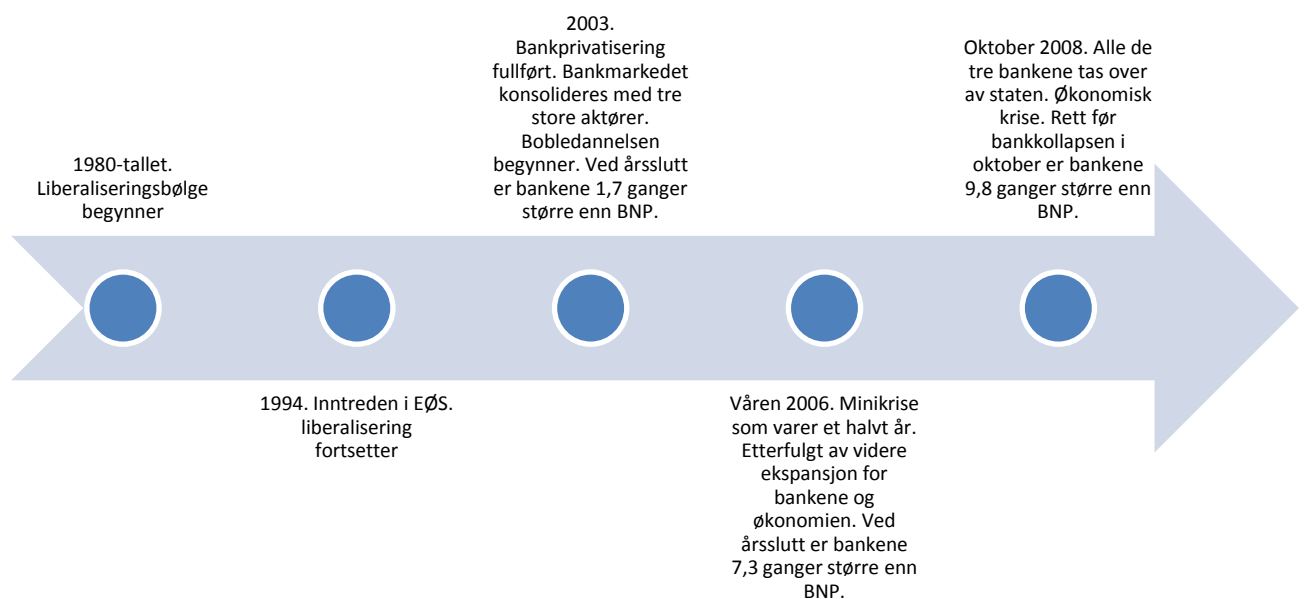 1980-tallet.
Liberaliseringsbølge
begynner
1994. Inntreden i EØS.
liberalisering
fortsetter
2003.
Bankprivatisering
fullført. Bankmarkedet
konsolideres med tre
store aktører.
Bobledannelsen
begynner. Ved årsslutt
er bankene 1,7 ganger
større enn BNP.
Våren 2006. Minikrise
som varer et halvt år.
Etterfulgt av videre
ekspansjon for
bankene og
økonomien. Ved
årsslutt er bankene
7,3 ganger større enn
BNP.
Oktober 2008. Alle de
tre bankene tas over
av staten. Økonomisk
krise. Rett før
bankkollapsen i
oktober er bankene
9,8 ganger større enn
BNP.